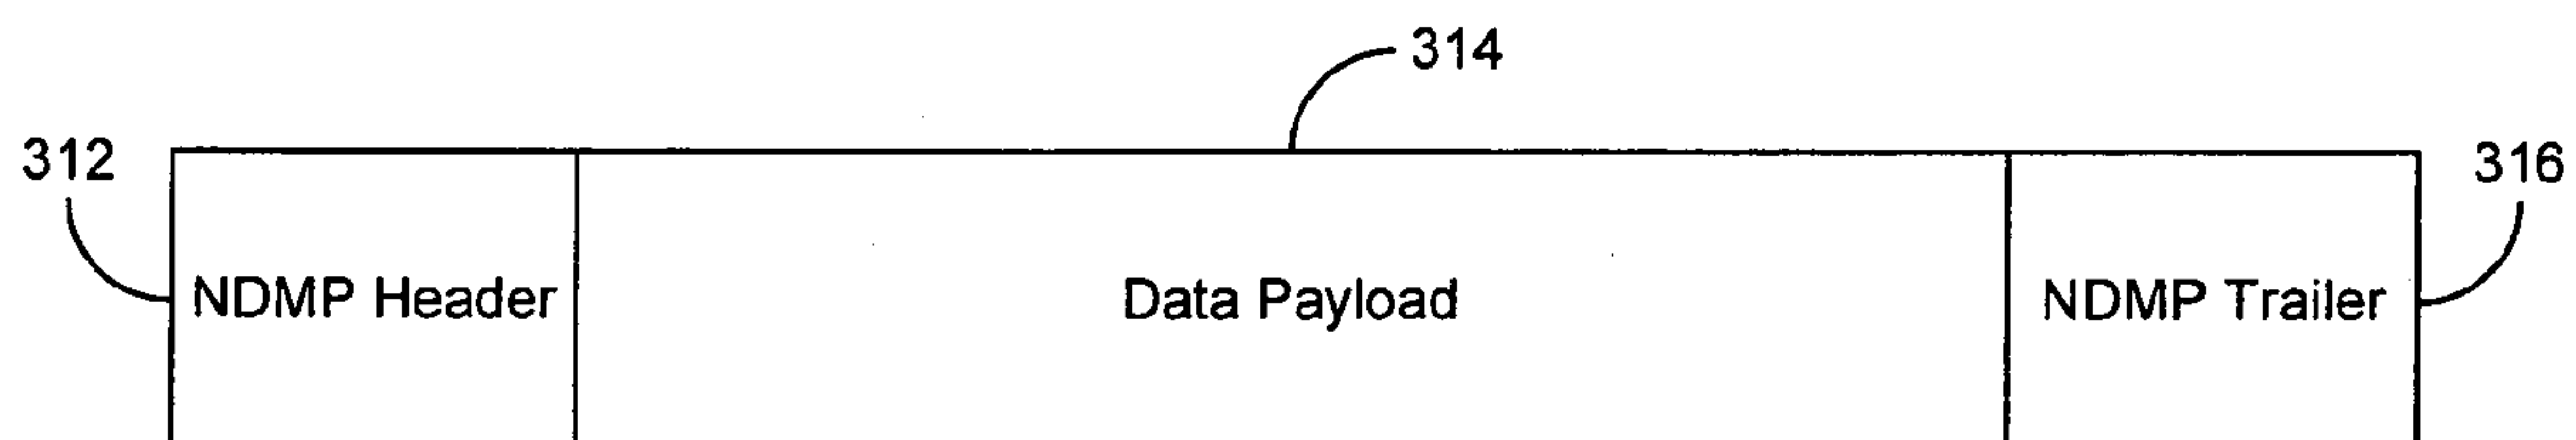 314
312
316
NDMP Header
Data Payload
NDMP Trailer